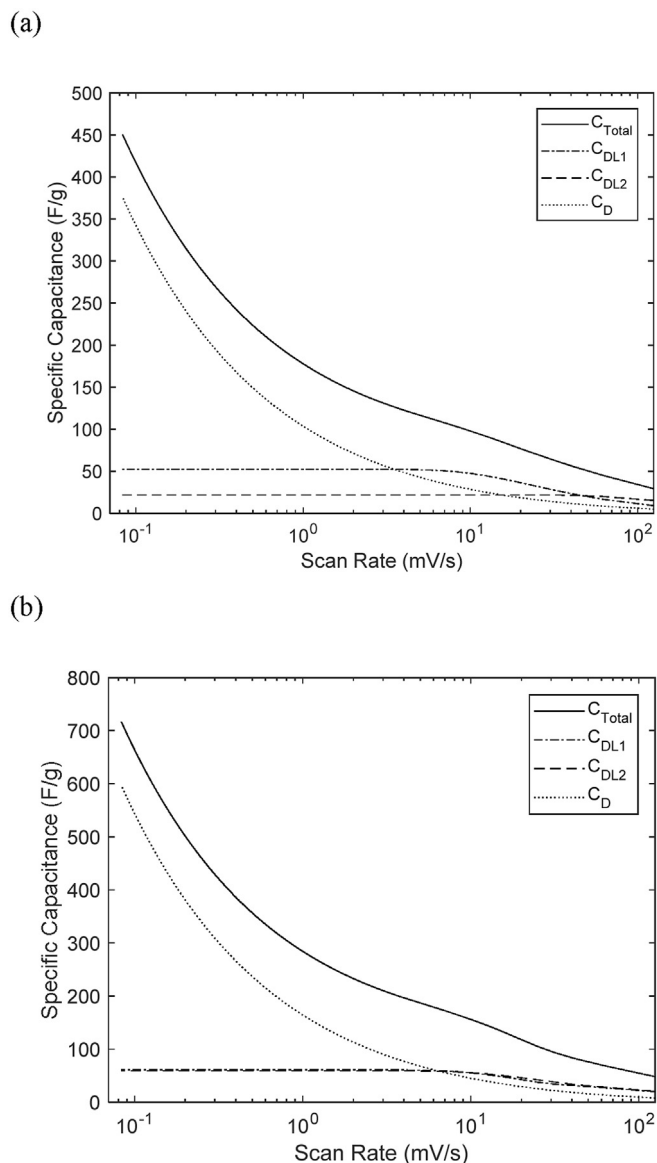 (a)
500
450
400
350
300
250
200
150
100
50
0
Specific Capacitance (F/g)
C_Total
C_DL1
C_DL2
C_D
10^-1
10^0
10^1
10^2
Scan Rate (mV/s)
(b)
800
700
600
500
400
300
200
100
0
Specific Capacitance (F/g)
C_Total
C_DL1
C_DL2
C_D
10^-1
10^0
10^1
10^2
Scan Rate (mV/s)